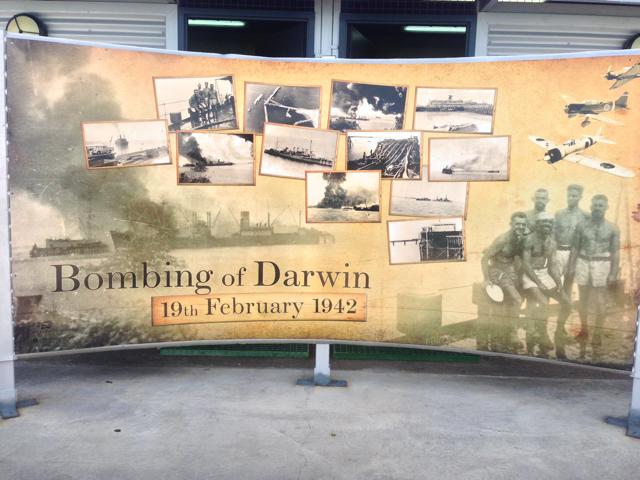 Bombing of Darwin
19th February 1942